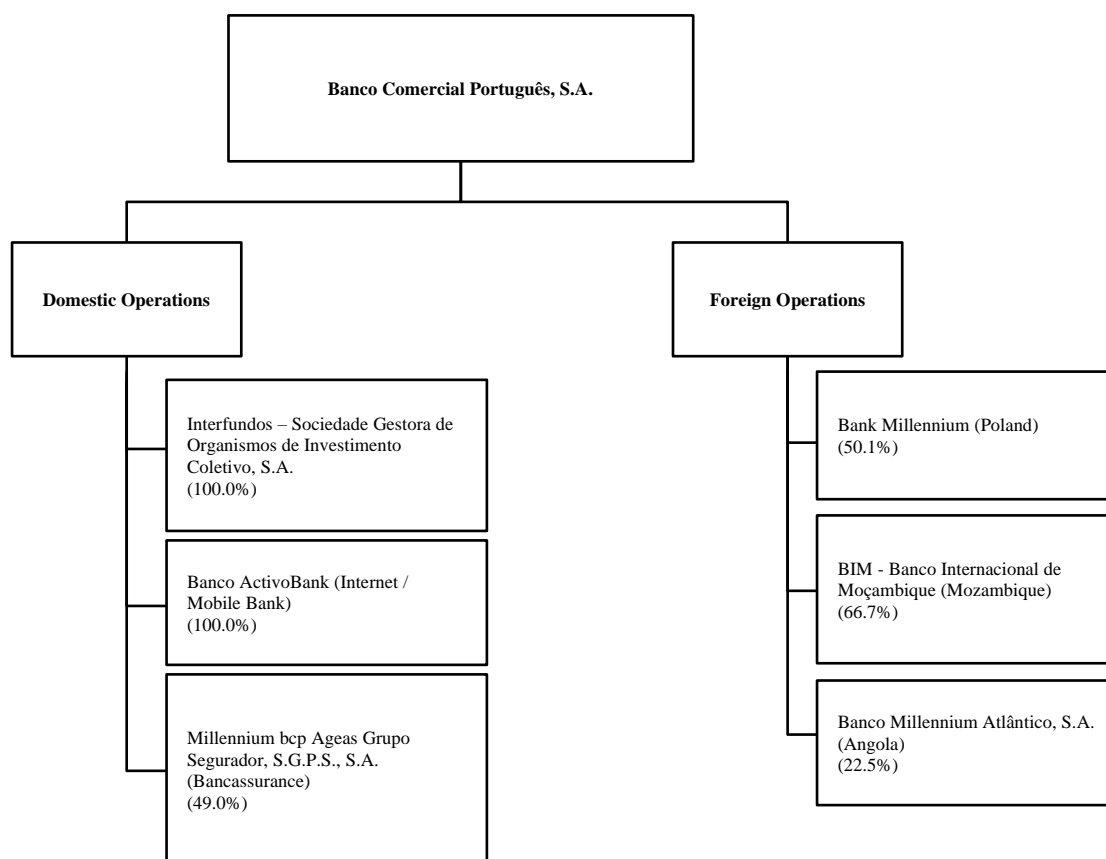 Banco Comercial Português, S.A.
Domestic Operations
Interfundos – Sociedade Gestora de
Organismos de Investimento
Coletivo, S.A.
(100.0%)
Banco ActivoBank (Internet /
Mobile Bank)
(100.0%)
Millennium bcp Ageas Grupo
Segurador, S.G.P.S., S.A.
(Bancassurance)
(49.0%)
Foreign Operations
Bank Millennium (Poland)
(50.1%)
BIM - Banco Internacional de
Moçambique (Mozambique)
(66.7%)
Banco Millennium Atlântico, S.A.
(Angola)
(22.5%)